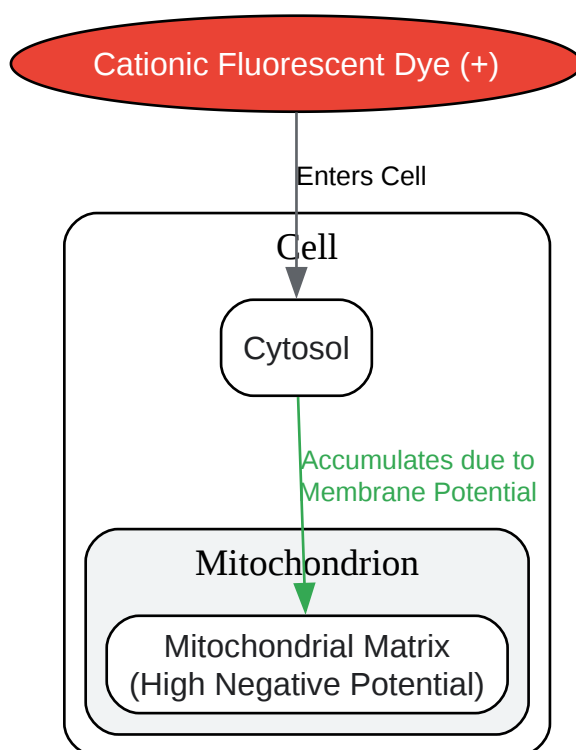 Cationic Fluorescent Dye (+)
Enters Cell
Cell
Cytosol
Accumulates due to
Membrane Potential
Mitochondrion
Mitochondrial Matrix
(High Negative Potential)